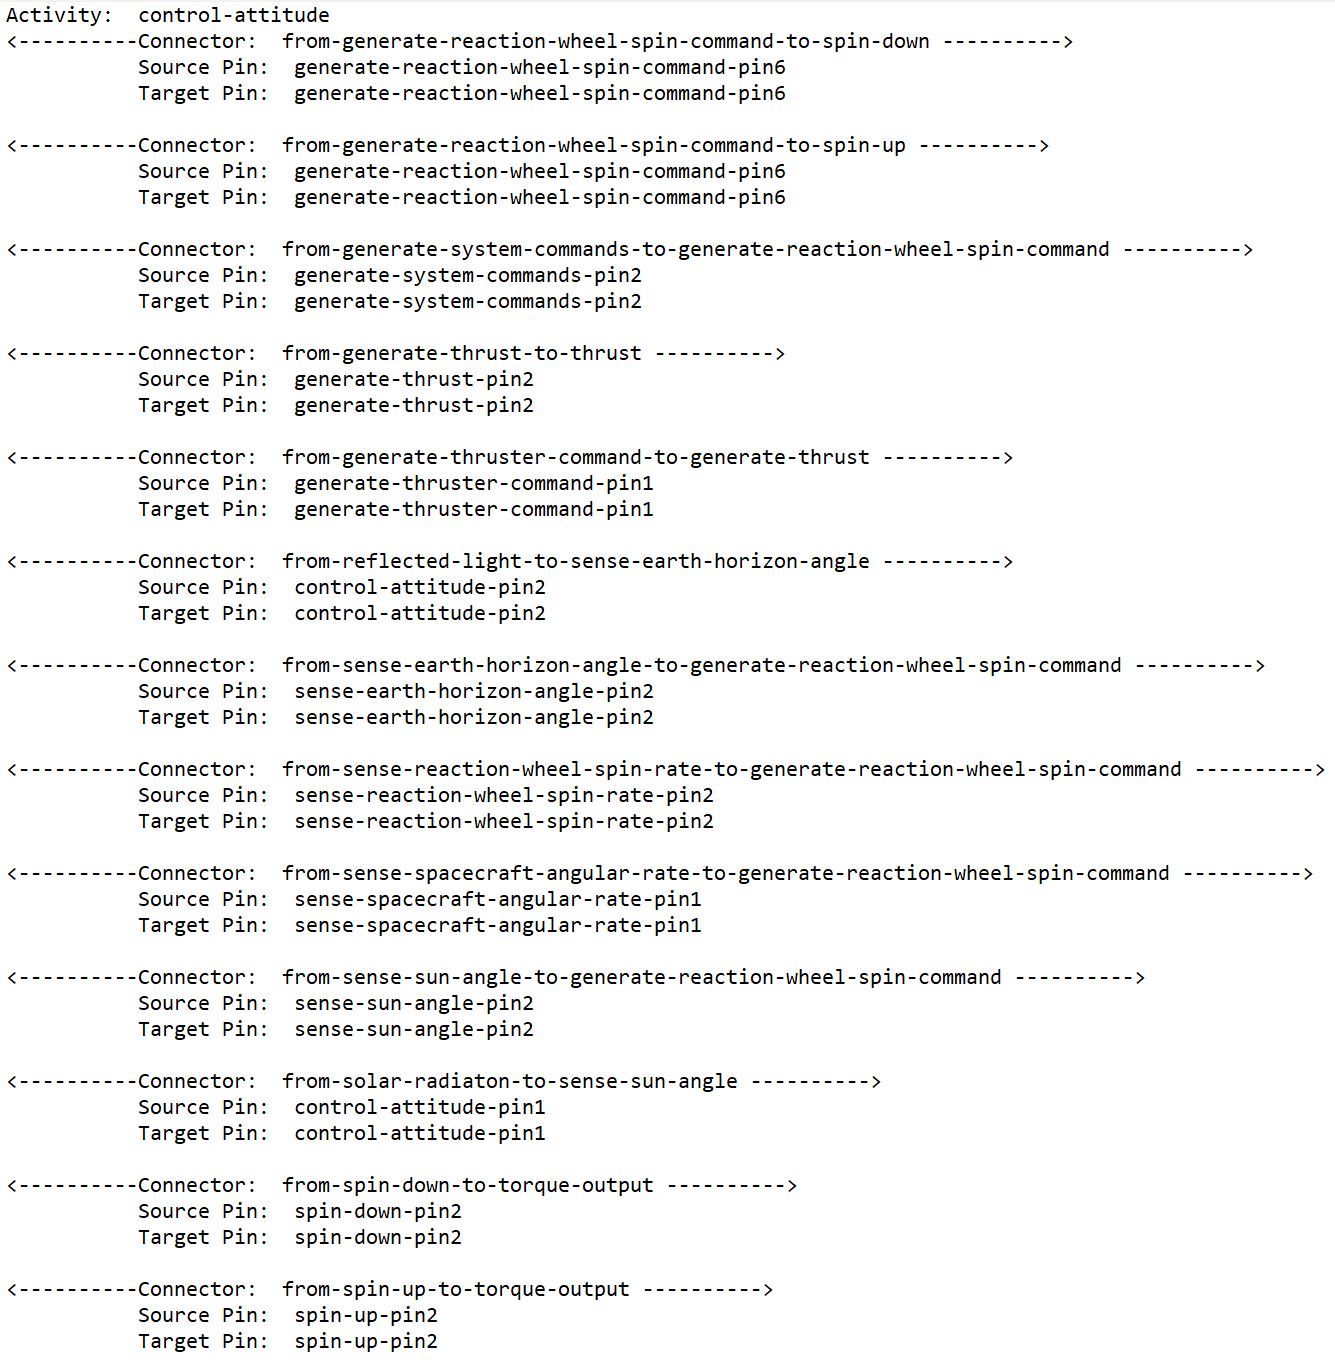 Activity:  control-attitude
<----------Connector:  from-generate-reaction-wheel-spin-command-to-spin-down ---------->
Source Pin:  generate-reaction-wheel-spin-command-pin6
Target Pin:  generate-reaction-wheel-spin-command-pin6
<----------Connector:  from-generate-reaction-wheel-spin-command-to-spin-up ---------->
Source Pin:  generate-reaction-wheel-spin-command-pin6
Target Pin:  generate-reaction-wheel-spin-command-pin6
<----------Connector:  from-generate-system-commands-to-generate-reaction-wheel-spin-command ---------->
Source Pin:  generate-system-commands-pin2
Target Pin:  generate-system-commands-pin2
<----------Connector:  from-generate-thrust-to-thrust ---------->
Source Pin:  generate-thrust-pin2
Target Pin:  generate-thrust-pin2
<----------Connector:  from-generate-thruster-command-to-generate-thrust ---------->
Source Pin:  generate-thruster-command-pin1
Target Pin:  generate-thruster-command-pin1
<----------Connector:  from-reflected-light-to-sense-earth-horizon-angle ---------->
Source Pin:  control-attitude-pin2
Target Pin:  control-attitude-pin2
<----------Connector:  from-sense-earth-horizon-angle-to-generate-reaction-wheel-spin-command ---------->
Source Pin:  sense-earth-horizon-angle-pin2
Target Pin:  sense-earth-horizon-angle-pin2
<----------Connector:  from-sense-reaction-wheel-spin-rate-to-generate-reaction-wheel-spin-command ---------->
Source Pin:  sense-reaction-wheel-spin-rate-pin2
Target Pin:  sense-reaction-wheel-spin-rate-pin2
<----------Connector:  from-sense-spacecraft-angular-rate-to-generate-reaction-wheel-spin-command ---------->
Source Pin:  sense-spacecraft-angular-rate-pin1
Target Pin:  sense-spacecraft-angular-rate-pin1
<----------Connector:  from-sense-sun-angle-to-generate-reaction-wheel-spin-command ---------->
Source Pin:  sense-sun-angle-pin2
Target Pin:  sense-sun-angle-pin2
<----------Connector:  from-solar-radiaton-to-sense-sun-angle ---------->
Source Pin:  control-attitude-pin1
Target Pin:  control-attitude-pin1
<----------Connector:  from-spin-down-to-torque-output ---------->
Source Pin:  spin-down-pin2
Target Pin:  spin-down-pin2
<----------Connector:  from-spin-up-to-torque-output ---------->
Source Pin:  spin-up-pin2
Target Pin:  spin-up-pin2